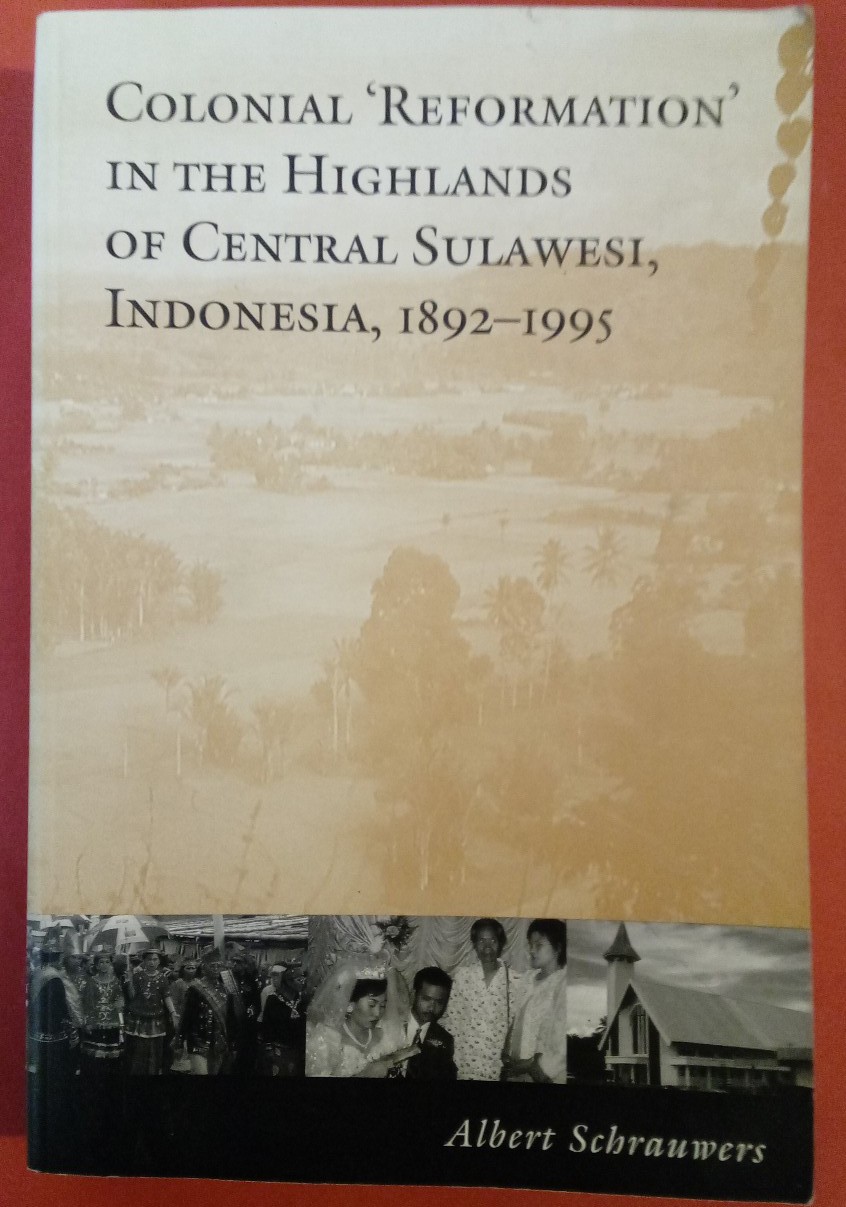 Colonial ‘Reformation’
in the Highlands
of Central Sulawesi,
Indonesia, 1892–1995
Albert Schrauwers